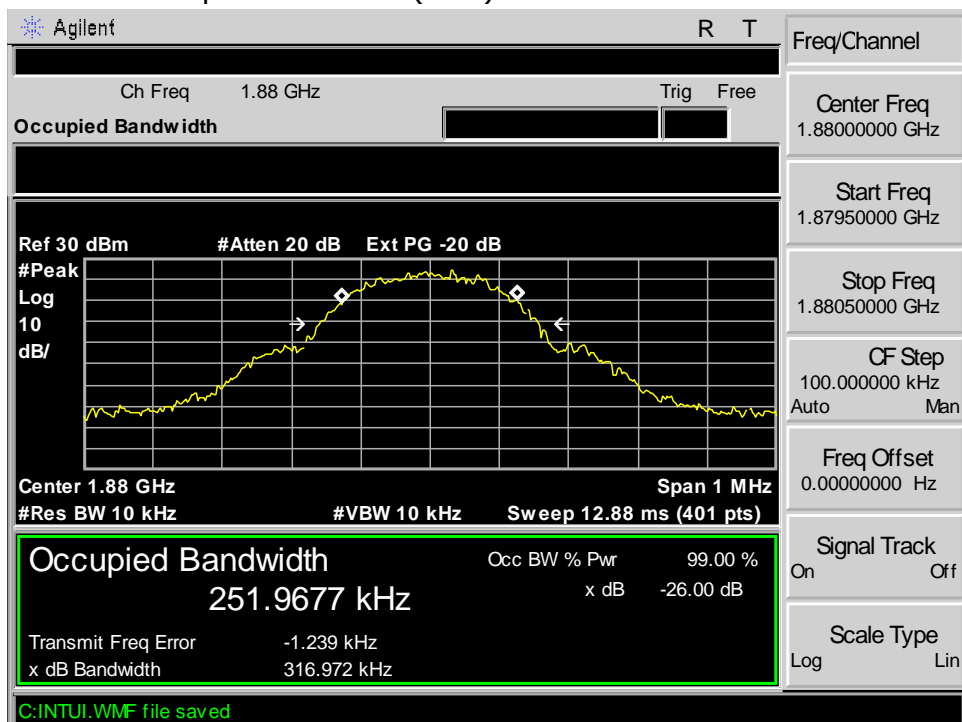 Agilent R T
Ch Freq 1.88 GHz Trig Free
Occupied Bandwidth
Ref 30 dBm #Atten 20 dB Ext PG -20 dB
#Peak
Log
10
dB/
Center 1.88 GHz Span 1 MHz
#Res BW 10 kHz #VBW 10 kHz Sweep 12.88 ms (401 pts)
Occupied Bandwidth Occ BW % Pwr 99.00 %
251.9677 kHz x dB -26.00 dB
Transmit Freq Error -1.239 kHz
x dB Bandwidth 316.972 kHz
C:INTUI.WMF file saved
Freq/Channel
Center Freq
1.88000000 GHz
Start Freq
1.87950000 GHz
Stop Freq
1.88050000 GHz
CF Step
100.000000 kHz
Auto Man
Freq Offset
0.00000000 Hz
Signal Track
On Off
Scale Type
Log Lin